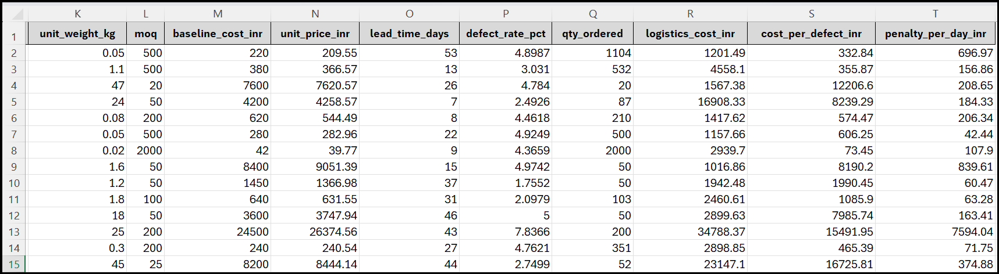 K L M N O P Q R S T
1 unit_weight_kg moq baseline_cost_inr unit_price_inr lead_time_days defect_rate_pct qty_ordered logistics_cost_inr cost_per_defect_inr penalty_per_day_inr
2 0.05 500 220 209.55 53 4.8987 1104 1201.49 332.84 696.97
3 1.1 500 380 366.57 13 3.031 532 4558.1 355.87 156.86
4 47 20 7600 7620.57 26 4.784 20 1567.38 12206.6 208.65
5 24 50 4200 4258.57 7 2.4926 87 16908.33 8239.29 184.33
6 0.08 200 620 544.49 8 4.4618 210 1417.62 574.47 206.34
7 0.05 500 280 282.96 22 4.9249 500 1157.66 606.25 42.44
8 0.02 2000 42 39.77 9 4.3659 2000 2939.7 73.45 107.9
9 1.6 50 8400 9051.39 15 4.9742 50 1016.86 8190.2 839.61
10 1.2 50 1450 1366.98 37 1.7552 50 1942.48 1990.45 60.47
11 1.8 100 640 631.55 31 2.0979 103 2460.61 1085.9 63.28
12 18 50 3600 3747.94 46 5 50 2899.63 7985.74 163.41
13 25 200 24500 26374.56 43 7.8366 200 34788.37 15491.95 7594.04
14 0.3 200 240 240.54 27 4.7621 351 2898.85 465.39 71.75
15 45 25 8200 8444.14 44 2.7499 52 23147.1 16725.81 374.88